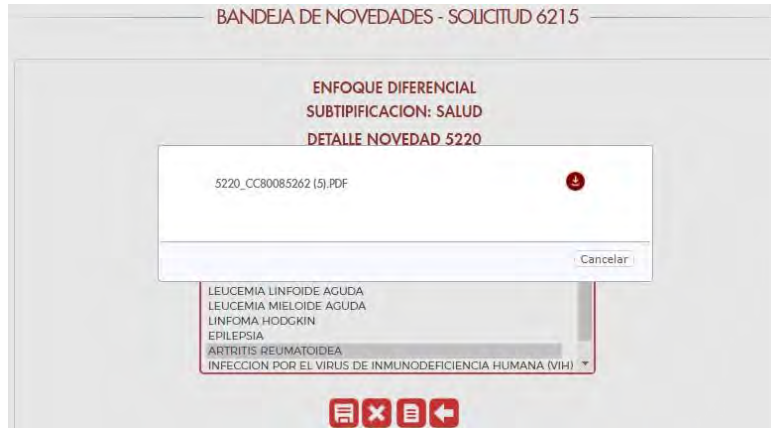 BANDEJA DE NOVEDADES - SOLICITUD 6215
ENFOQUE DIFERENCIAL
SUBTIPIFICACION: SALUD
DETALLE NOVEDAD 5220
5220_CC80085262 (5).PDF
Cancelar
LEUCEMIA LINFOIDE AGUDA
LEUCEMIA MIELOIDE AGUDA
LINFOMA HODGKIN
EPILEPSIA
ARTRITIS REUMATOIDEA
INFECCION POR EL VIRUS DE INMUNODEFICIENCIA HUMANA (VIH)